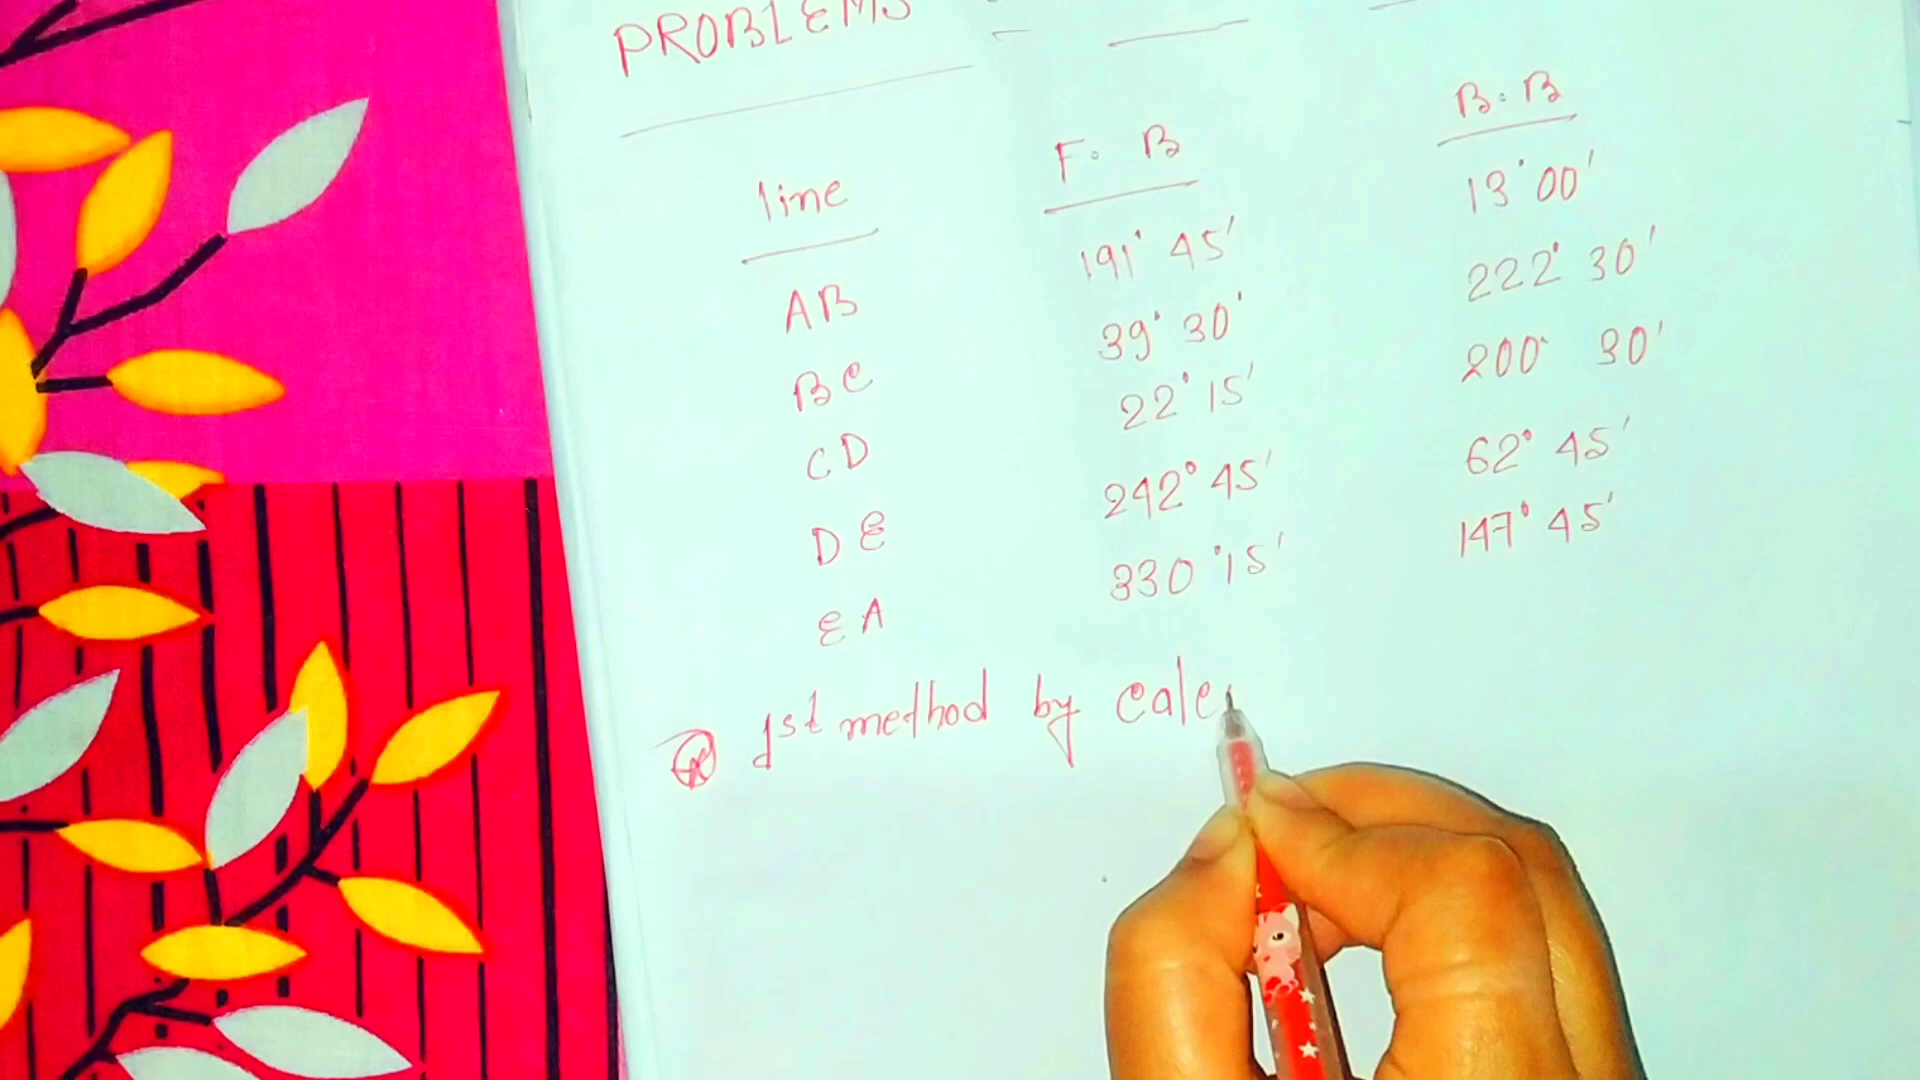 PROBLEMS
line F. B B.B
AB 191° 45' 13° 00'
BC 39° 30' 222° 30'
CD 22° 15' 200° 30'
DE 242° 45' 62° 45'
EA 330° 15' 147° 45'
1st method by calc